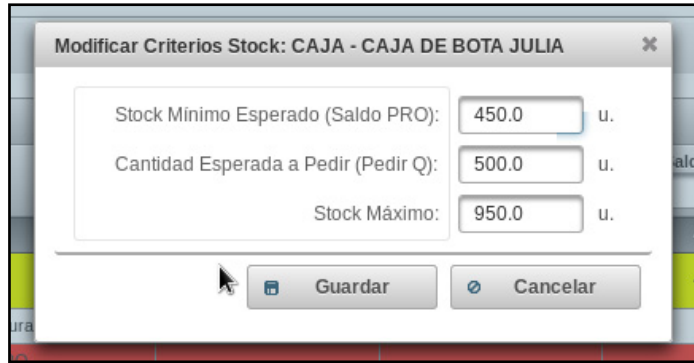 Modificar Criterios Stock: CAJA - CAJA DE BOTA JULIA
Stock Mínimo Esperado (Saldo PRO): 450.0 u.
Cantidad Esperada a Pedir (Pedir Q): 500.0 u.
Stock Máximo: 950.0 u.
Guardar Cancelar